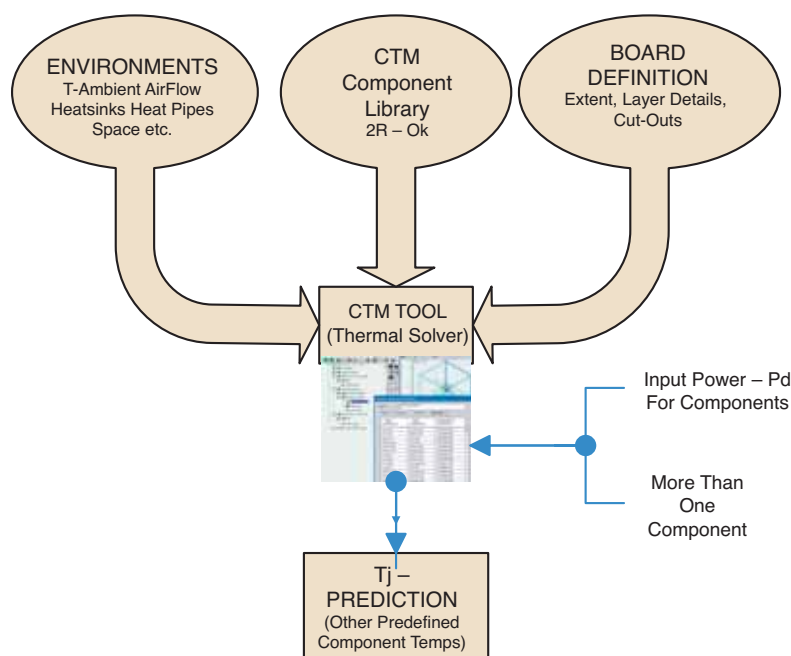 ENVIRONMENTS
T-Ambient AirFlow
Heatsinks Heat Pipes
Space etc.
CTM
Component
Library
2R – Ok
BOARD
DEFINITION
Extent, Layer Details,
Cut-Outs
CTM TOOL
(Thermal Solver)
Input Power – Pd
For Components
More Than
One
Component
Tj –
PREDICTION
(Other Predefined
Component Temps)